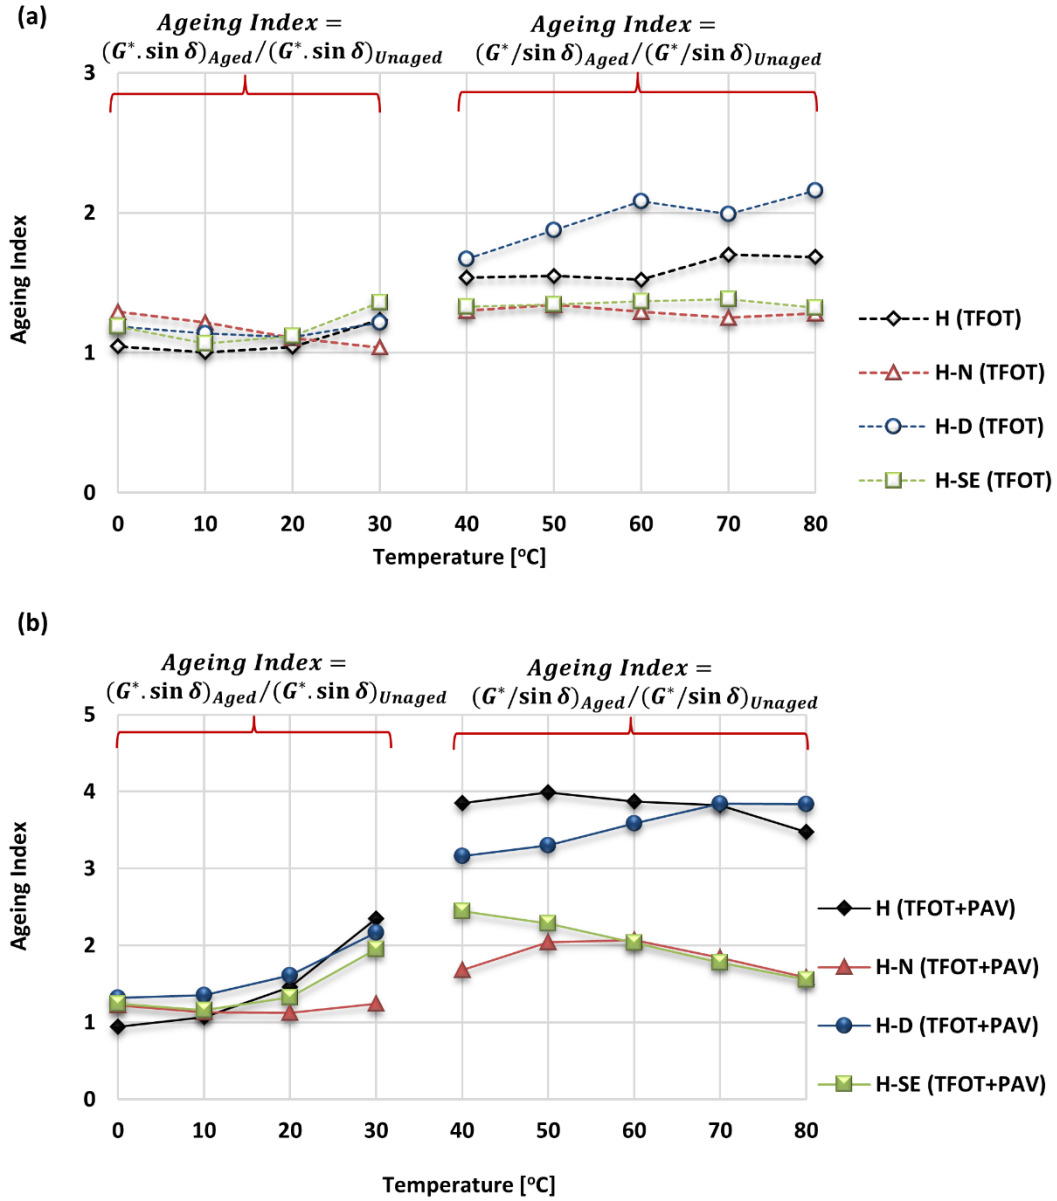 (a)
Ageing Index =
(G*. sin δ)Aged/(G*. sin δ)Unaged
Ageing Index =
(G*/sin δ)Aged/(G*/sin δ)Unaged
3
2
1
0
Ageing Index
0 10 20 30 40 50 60 70 80
Temperature [°C]
H (TFOT)
H-N (TFOT)
H-D (TFOT)
H-SE (TFOT)
(b)
Ageing Index =
(G*. sin δ)Aged/(G*. sin δ)Unaged
Ageing Index =
(G*/sin δ)Aged/(G*/sin δ)Unaged
5
4
3
2
1
0
Ageing Index
0 10 20 30 40 50 60 70 80
Temperature [°C]
H (TFOT+PAV)
H-N (TFOT+PAV)
H-D (TFOT+PAV)
H-SE (TFOT+PAV)